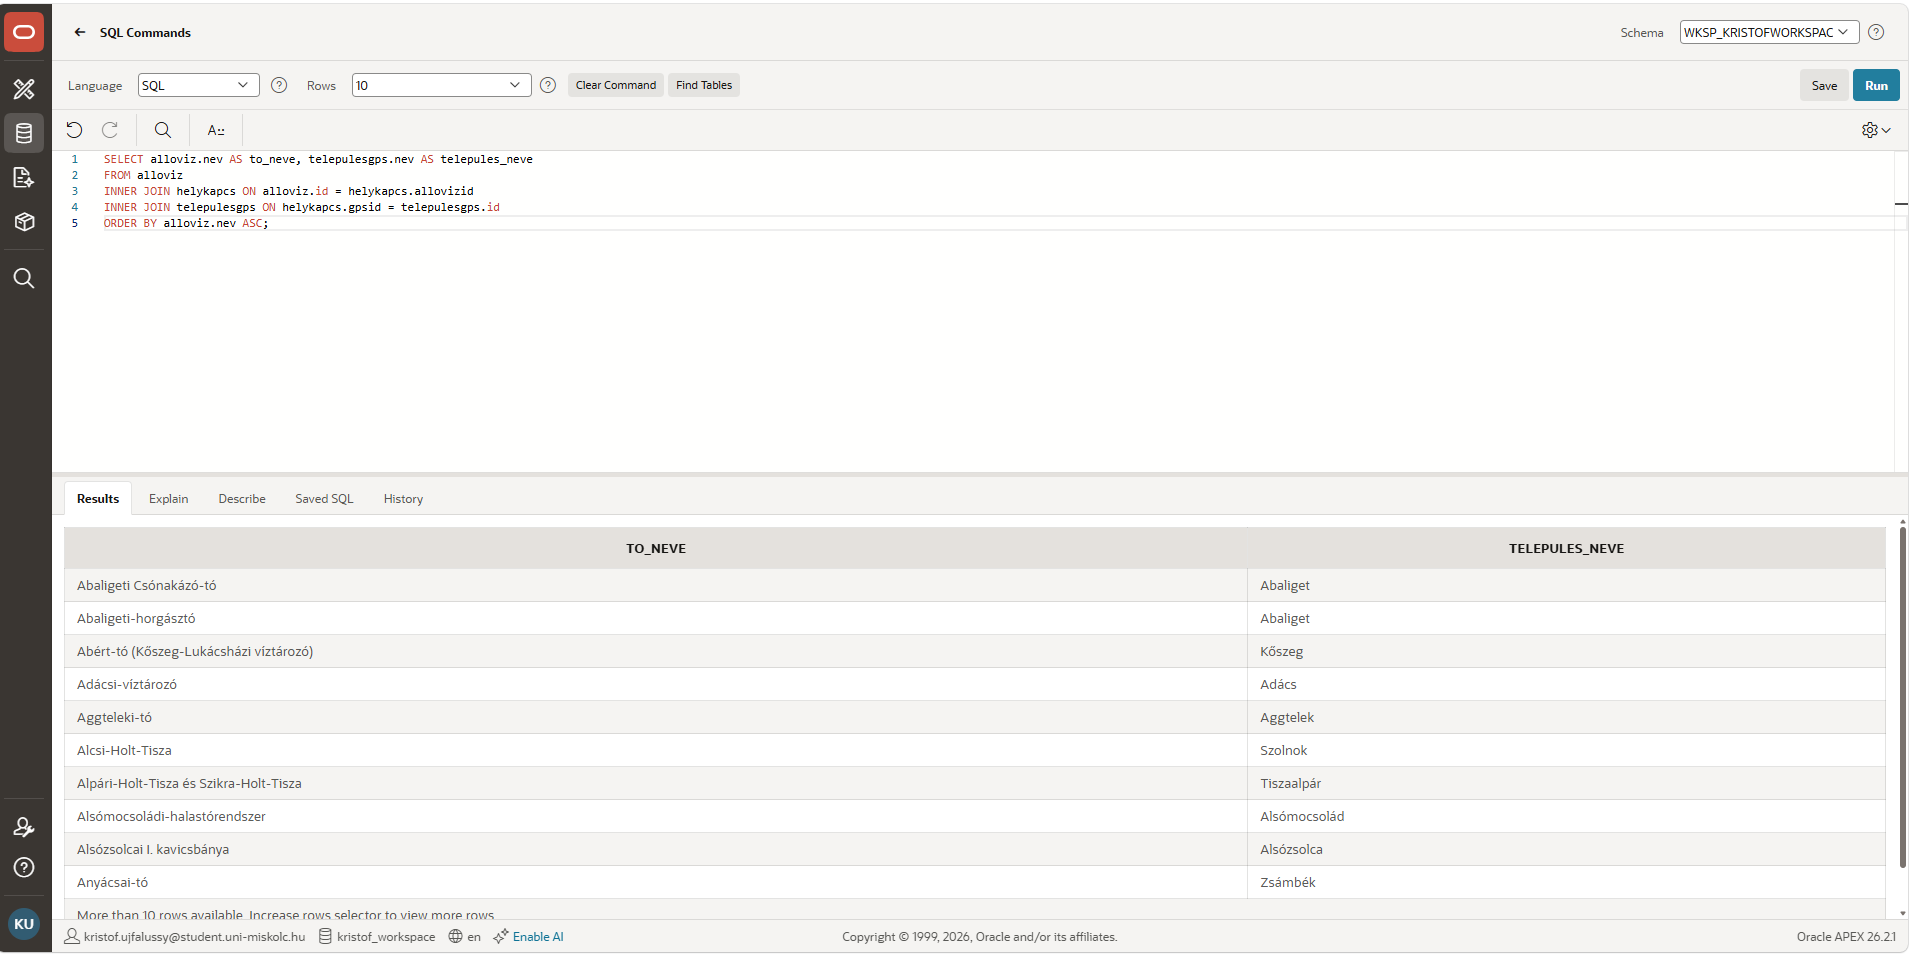 SQL Commands
Schema WKSP_KRISTOFWORKSPAC
Language SQL Rows 10 Clear Command Find Tables Save Run
A::
1 SELECT alloviz.nev AS to_neve, telepulesgps.nev AS telepules_neve
2 FROM alloviz
3 INNER JOIN helykapcs ON alloviz.id = helykapcs.allovizid
4 INNER JOIN telepulesgps ON helykapcs.gpsid = telepulesgps.id
5 ORDER BY alloviz.nev ASC;
Results Explain Describe Saved SQL History
TO_NEVE TELEPULES_NEVE
Abaligeti Csónakázó-tó Abaliget
Abaligeti-horgásztó Abaliget
Abért-tó (Kőszeg-Lukácsházi víztározó) Kőszeg
Adácsi-víztározó Adács
Aggteleki-tó Aggtelek
Alcsi-Holt-Tisza Szolnok
Alpári-Holt-Tisza és Szikra-Holt-Tisza Tiszaalpár
Alsómocsoládi-halastórendszer Alsómocsolád
Alsózsolcai I. kavicsbánya Alsózsolca
Anyácsai-tó Zsámbék
More than 10 rows available. Increase rows selector to view more rows.
KU
kristof.ujfalussy@student.uni-miskolc.hu kristof_workspace en Enable AI
Copyright © 1999, 2026, Oracle and/or its affiliates.
Oracle APEX 26.2.1